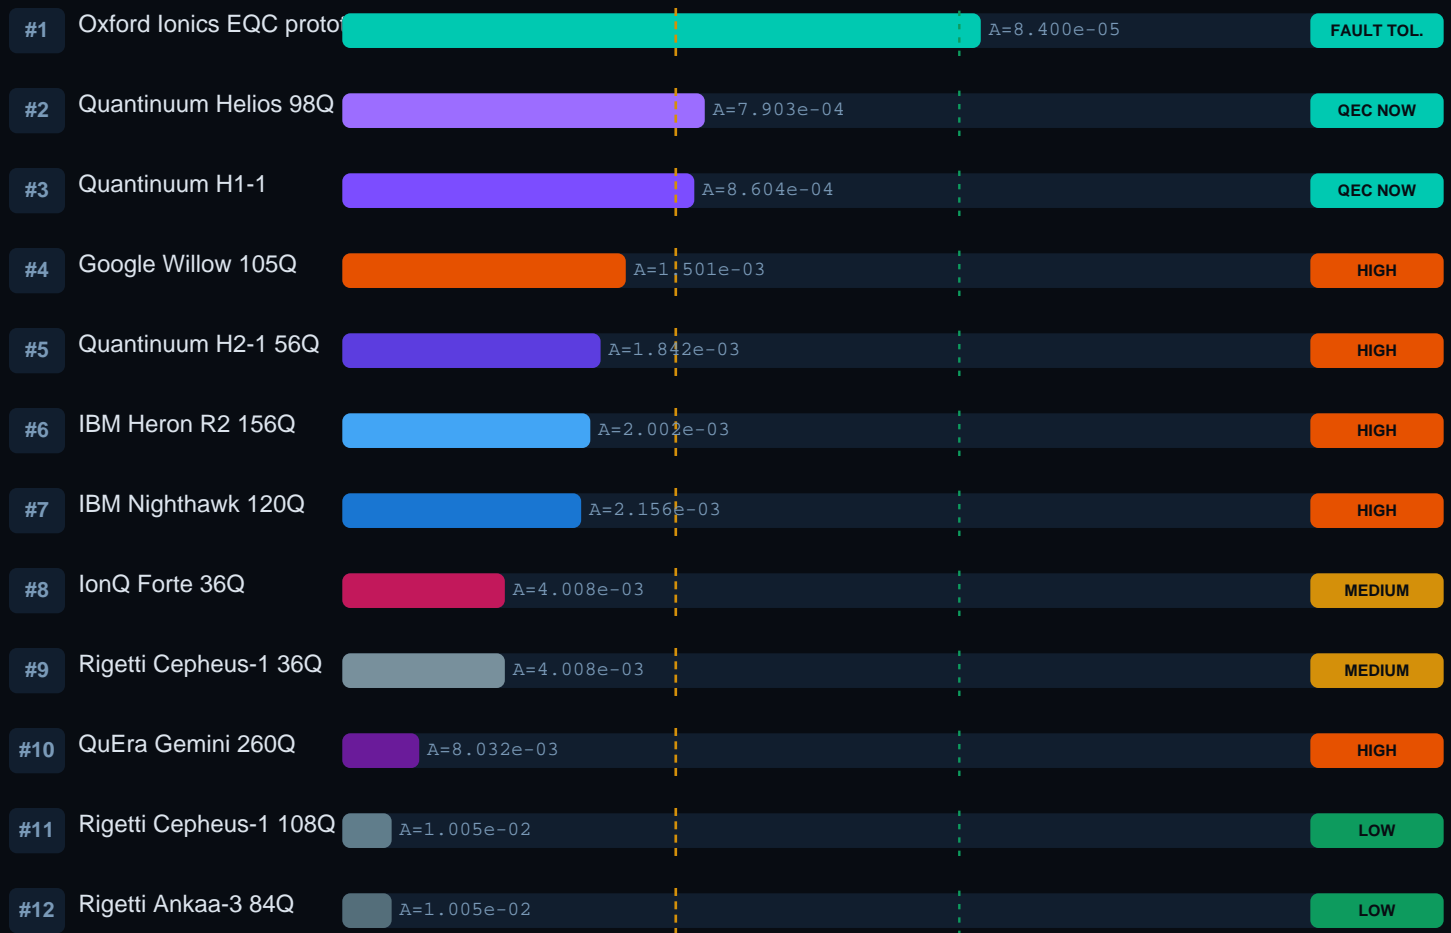 #1 Oxford Ionics EQC protot A=8.400e-05 FAULT TOL.
#2 Quantinuum Helios 98Q A=7.903e-04 QEC NOW
#3 Quantinuum H1-1 A=8.604e-04 QEC NOW
#4 Google Willow 105Q A=1.501e-03 HIGH
#5 Quantinuum H2-1 56Q A=1.842e-03 HIGH
#6 IBM Heron R2 156Q A=2.002e-03 HIGH
#7 IBM Nighthawk 120Q A=2.156e-03 HIGH
#8 IonQ Forte 36Q A=4.008e-03 MEDIUM
#9 Rigetti Cepheus-1 36Q A=4.008e-03 MEDIUM
#10 QuEra Gemini 260Q A=8.032e-03 HIGH
#11 Rigetti Cepheus-1 108Q A=1.005e-02 LOW
#12 Rigetti Ankaa-3 84Q A=1.005e-02 LOW